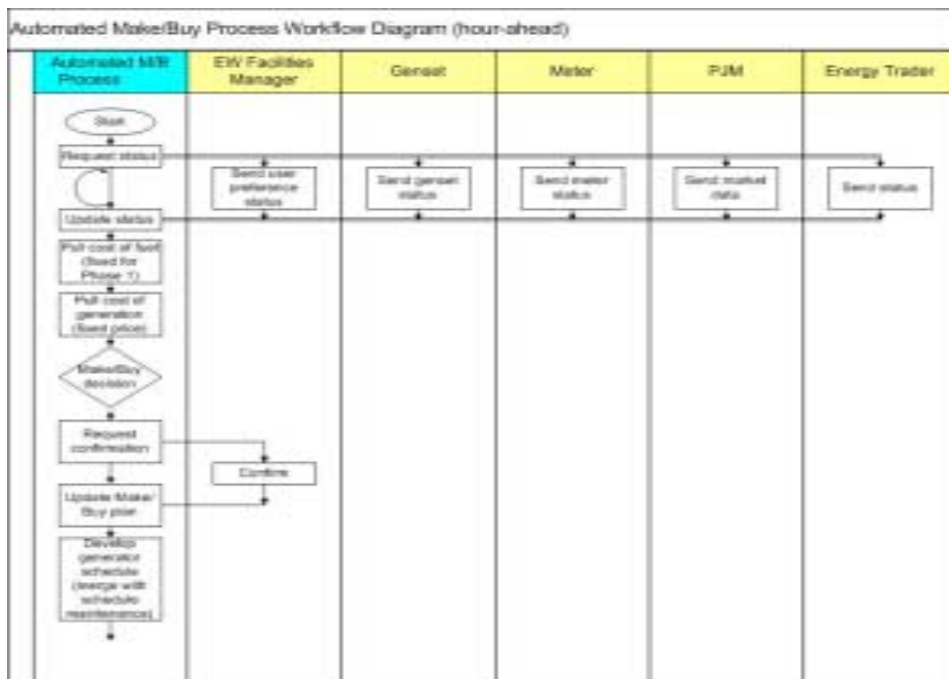 Automated Make/Buy Process Workflow Diagram (hour-ahead)
Automated M/B
Process
EW Facilities
Manager
Genset
Meter
PJM
Energy Trader
Start
Request status
Send user
preference
status
Send genset
status
Send meter
status
Send market
data
Send status
Update status
Pull cost of fuel
(fixed for
Phase 1)
Pull cost of
generation
(fixed price)
Make/Buy
decision
Request
confirmation
Confirm
Update Make/
Buy plan
Develop
generator
schedule
(merge with
schedule
maintenance)